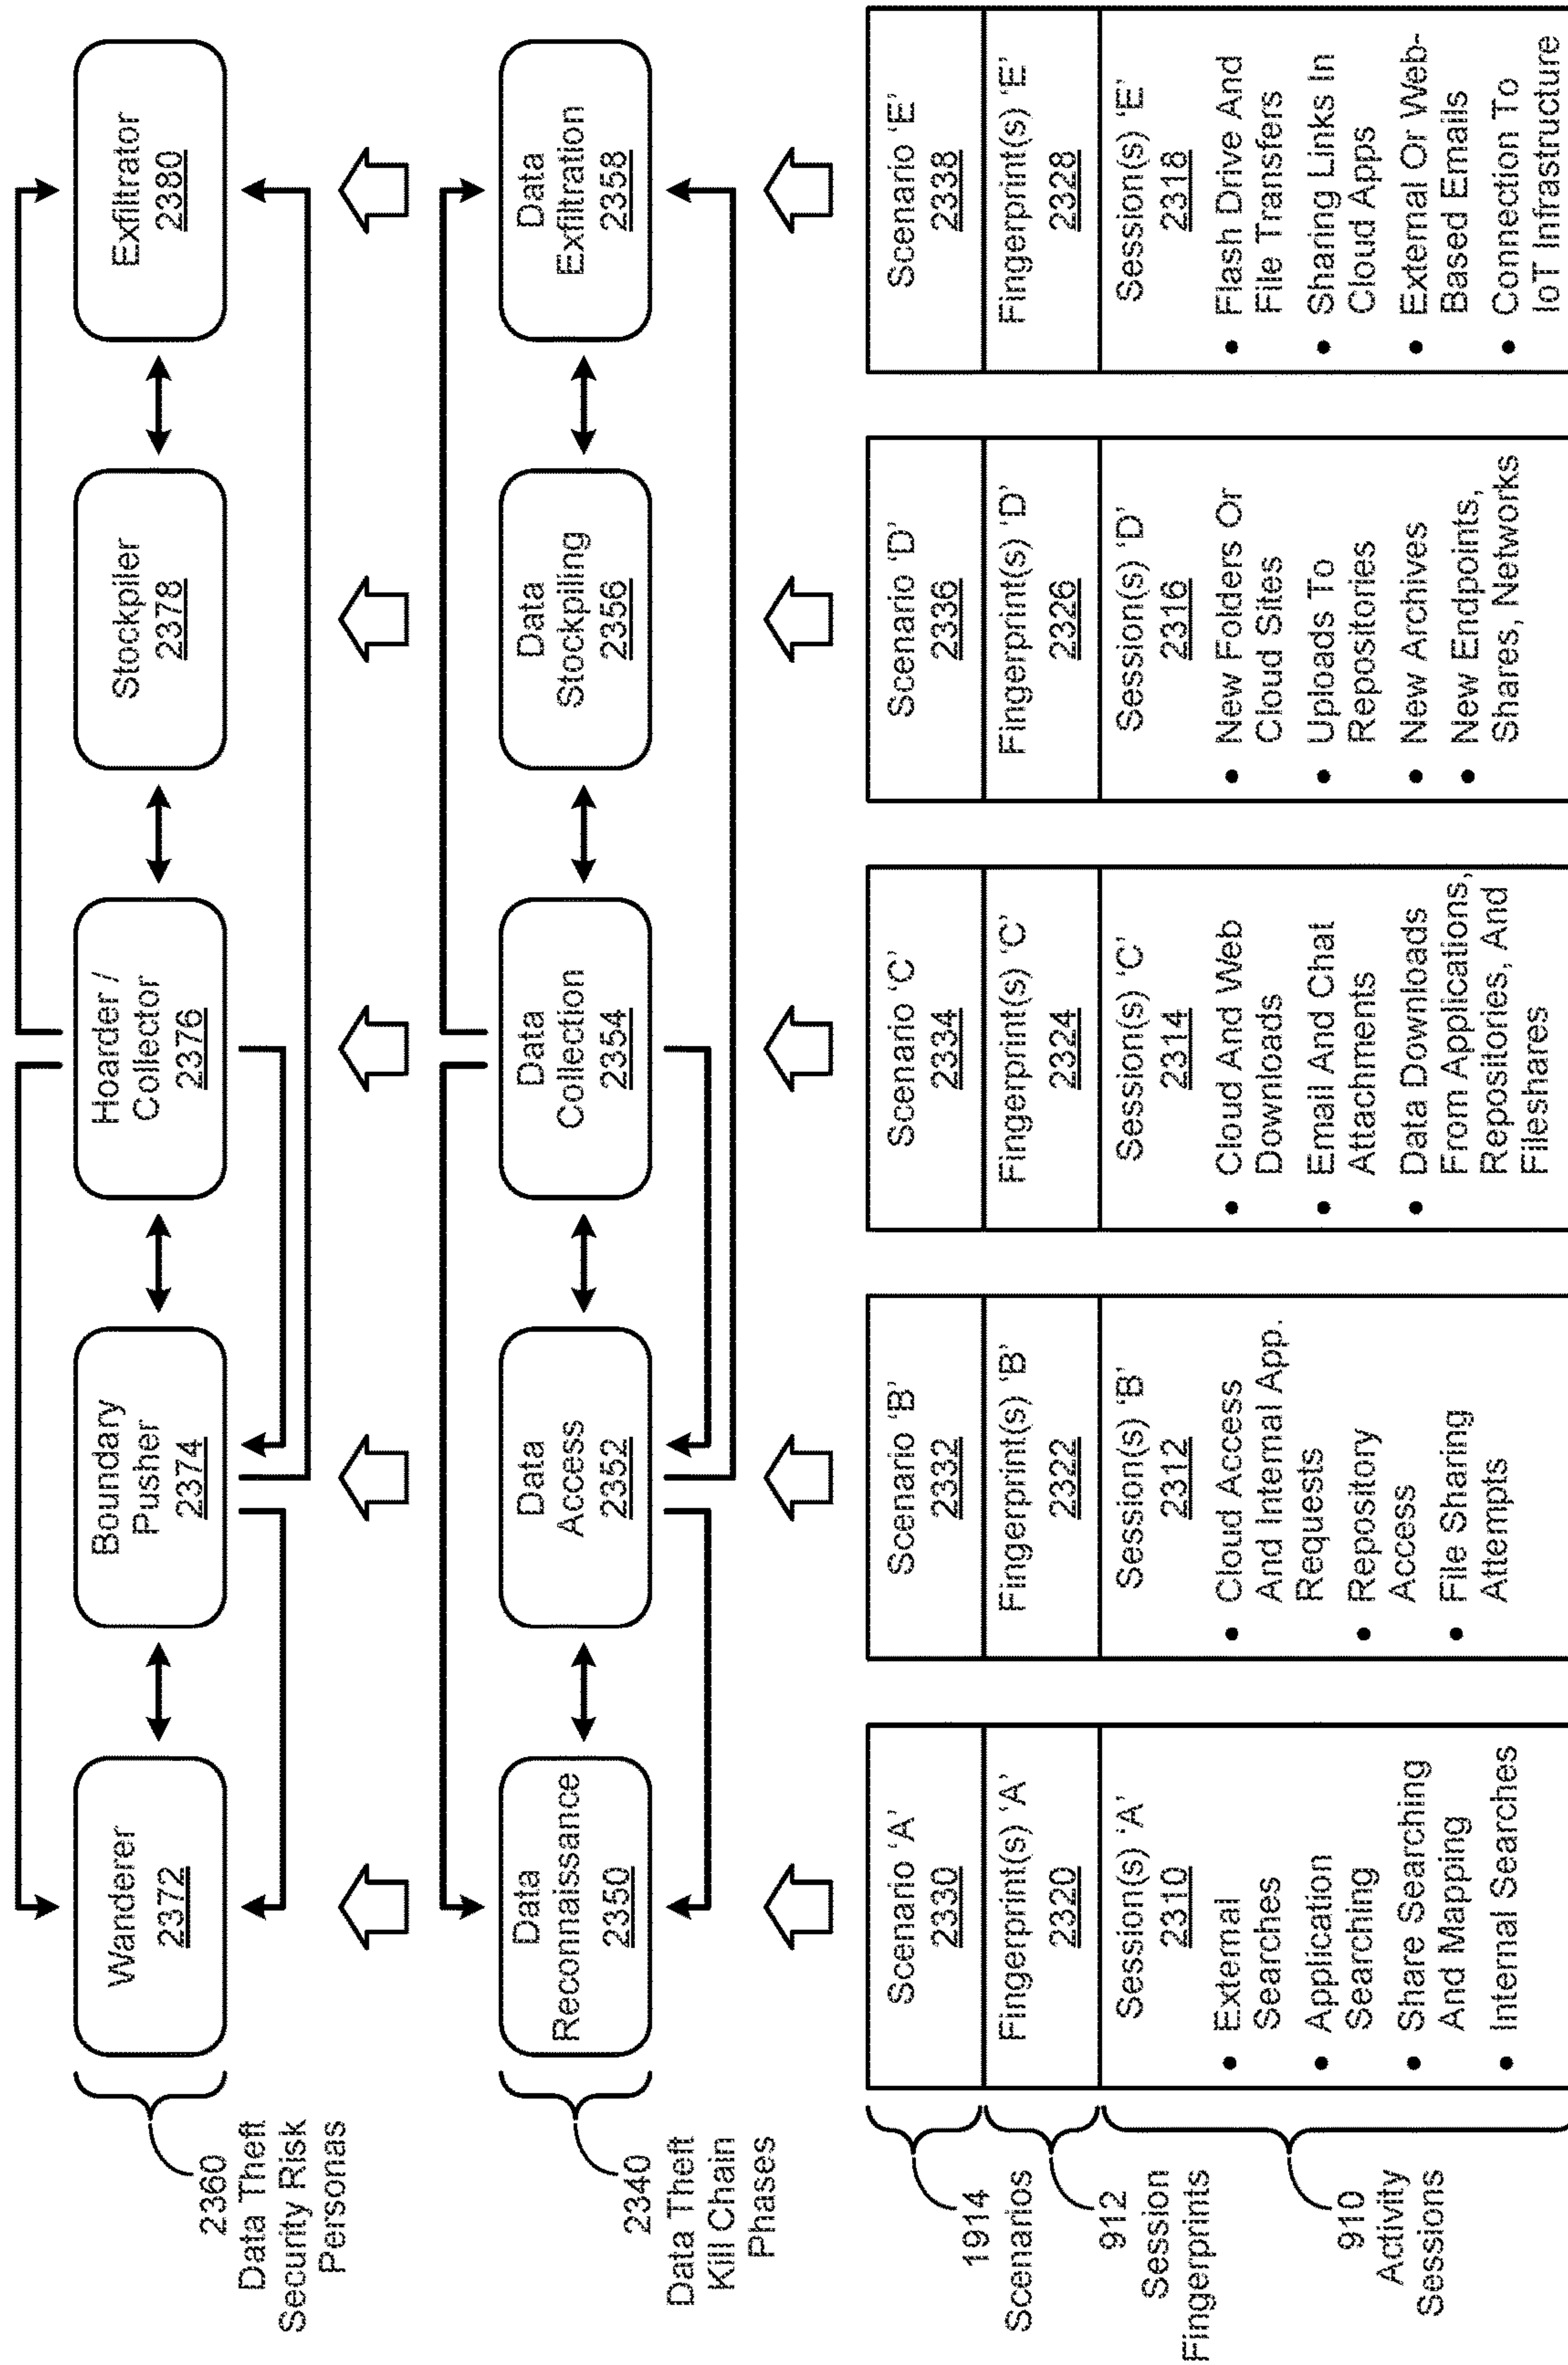 2360
Data Theft
Security Risk
Personas
Wanderer
2372
Boundary
Pusher
2374
Hoarder /
Collector
2376
Stockpiler
2378
Exfiltrator
2380
2340
Data Theft
Kill Chain
Phases
Data
Reconnaissance
2350
Data
Access
2352
Data
Collection
2354
Data
Stockpiling
2356
Data
Exfiltration
2358
1914
Scenarios
912
Session
Fingerprints
910
Activity
Sessions
Scenario 'A'
2330
Fingerprint(s) 'A'
2320
Session(s) 'A'
2310
• External
Searches
• Application
Searching
• Share Searching
And Mapping
• Internal Searches
Scenario 'B'
2332
Fingerprint(s) 'B'
2322
Session(s) 'B'
2312
• Cloud Access
And Internal App.
Requests
• Repository
Access
• File Sharing
Attempts
Scenario 'C'
2334
Fingerprint(s) 'C'
2324
Session(s) 'C'
2314
• Cloud And Web
Downloads
• Email And Chat
Attachments
• Data Downloads
From Applications,
Repositories, And
Fileshares
Scenario 'D'
2336
Fingerprint(s) 'D'
2326
Session(s) 'D'
2316
• New Folders Or
Cloud Sites
• Uploads To
Repositories
• New Archives
• New Endpoints,
Shares, Networks
Scenario 'E'
2338
Fingerprint(s) 'E'
2328
Session(s) 'E'
2318
• Flash Drive And
File Transfers
• Sharing Links In
Cloud Apps
• External Or Web-
Based Emails
• Connection To
IoT Infrastructure